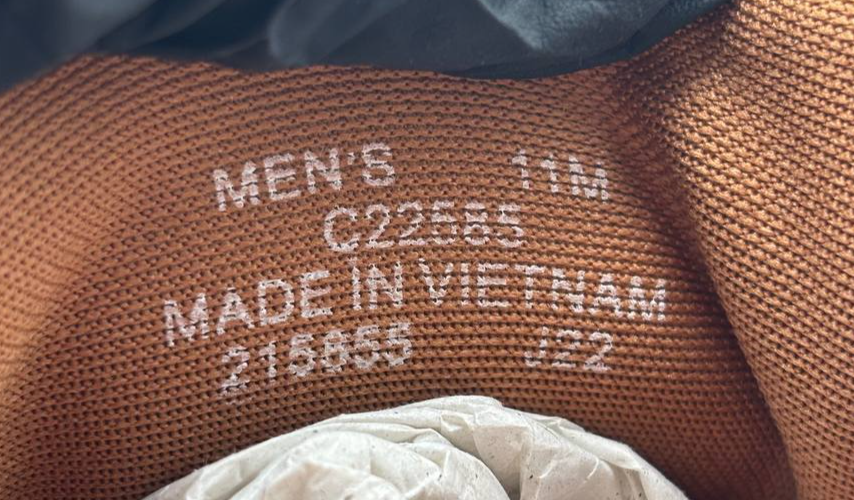 MEN'S 11M
C22585
MADE IN VIETNAM
215855 J22